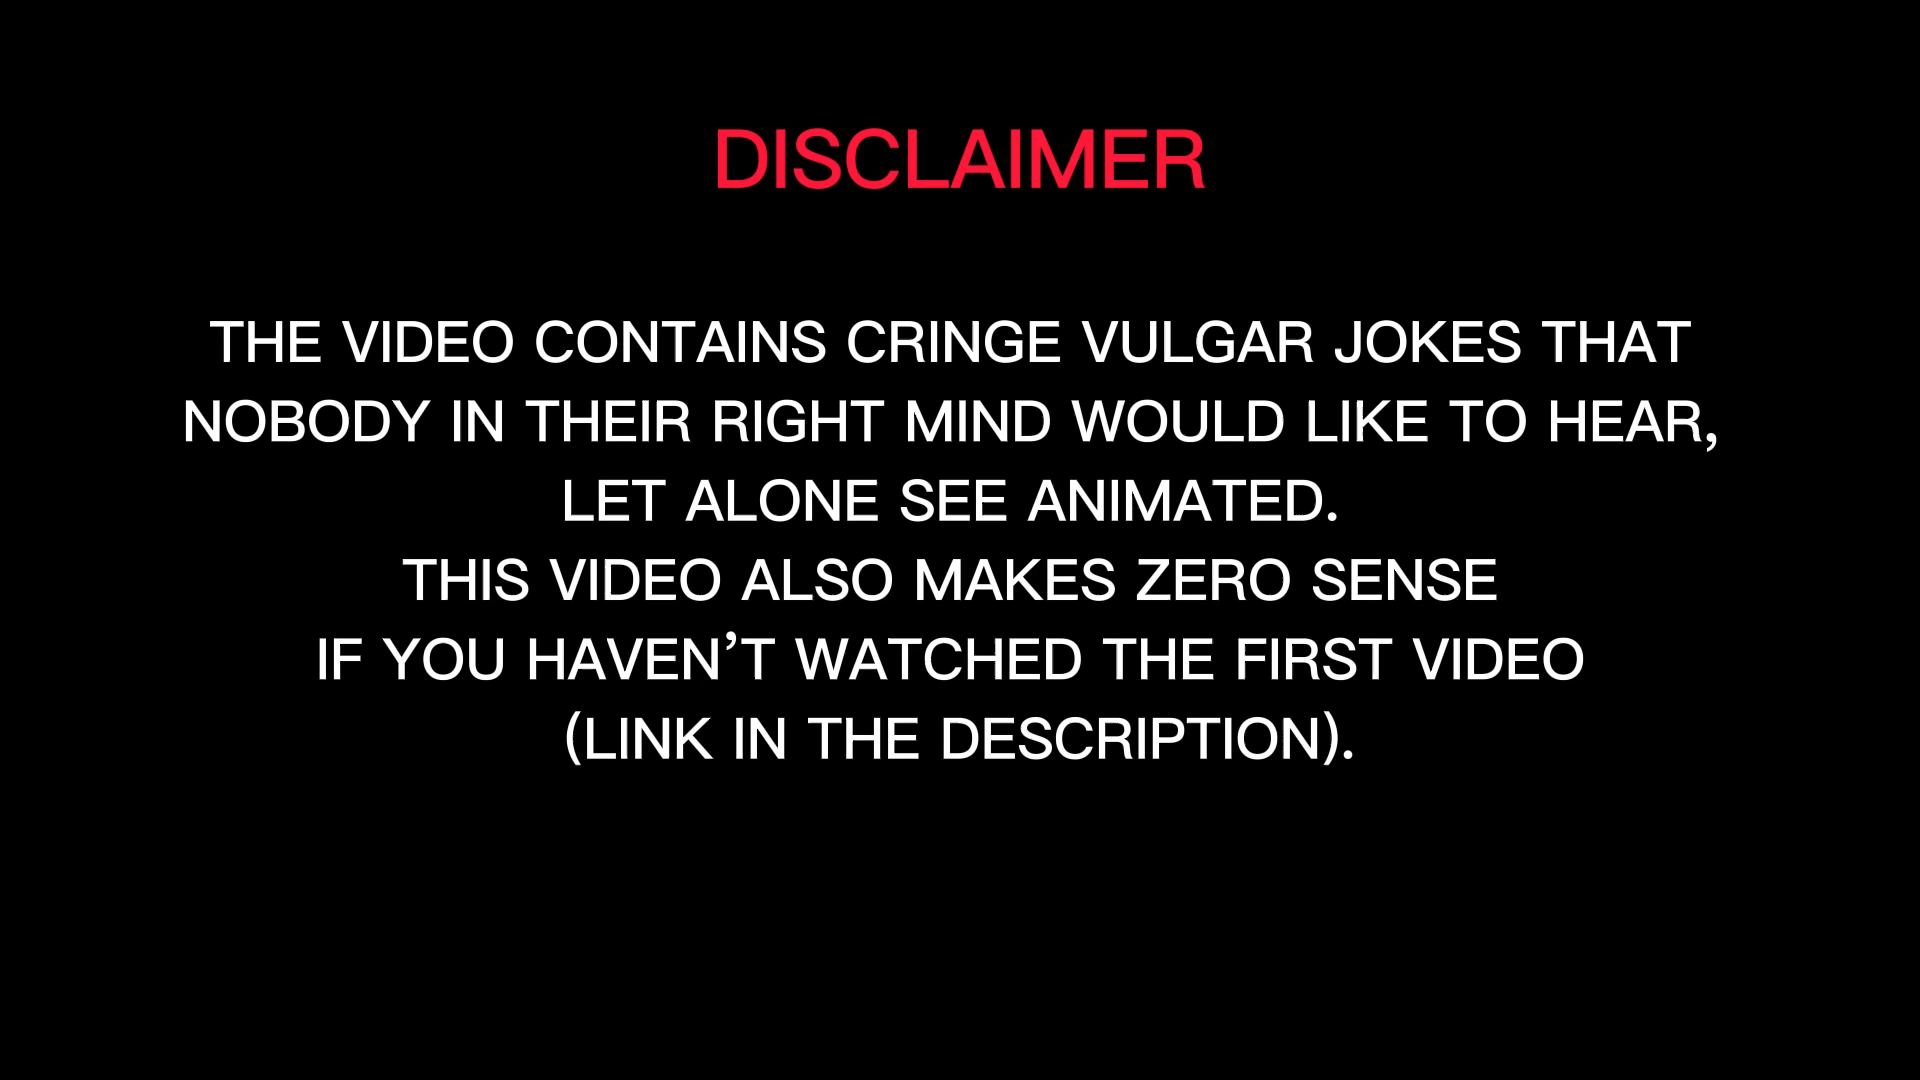 DISCLAIMER
THE VIDEO CONTAINS CRINGE VULGAR JOKES THAT
NOBODY IN THEIR RIGHT MIND WOULD LIKE TO HEAR,
LET ALONE SEE ANIMATED.
THIS VIDEO ALSO MAKES ZERO SENSE
IF YOU HAVEN’T WATCHED THE FIRST VIDEO
(LINK IN THE DESCRIPTION).